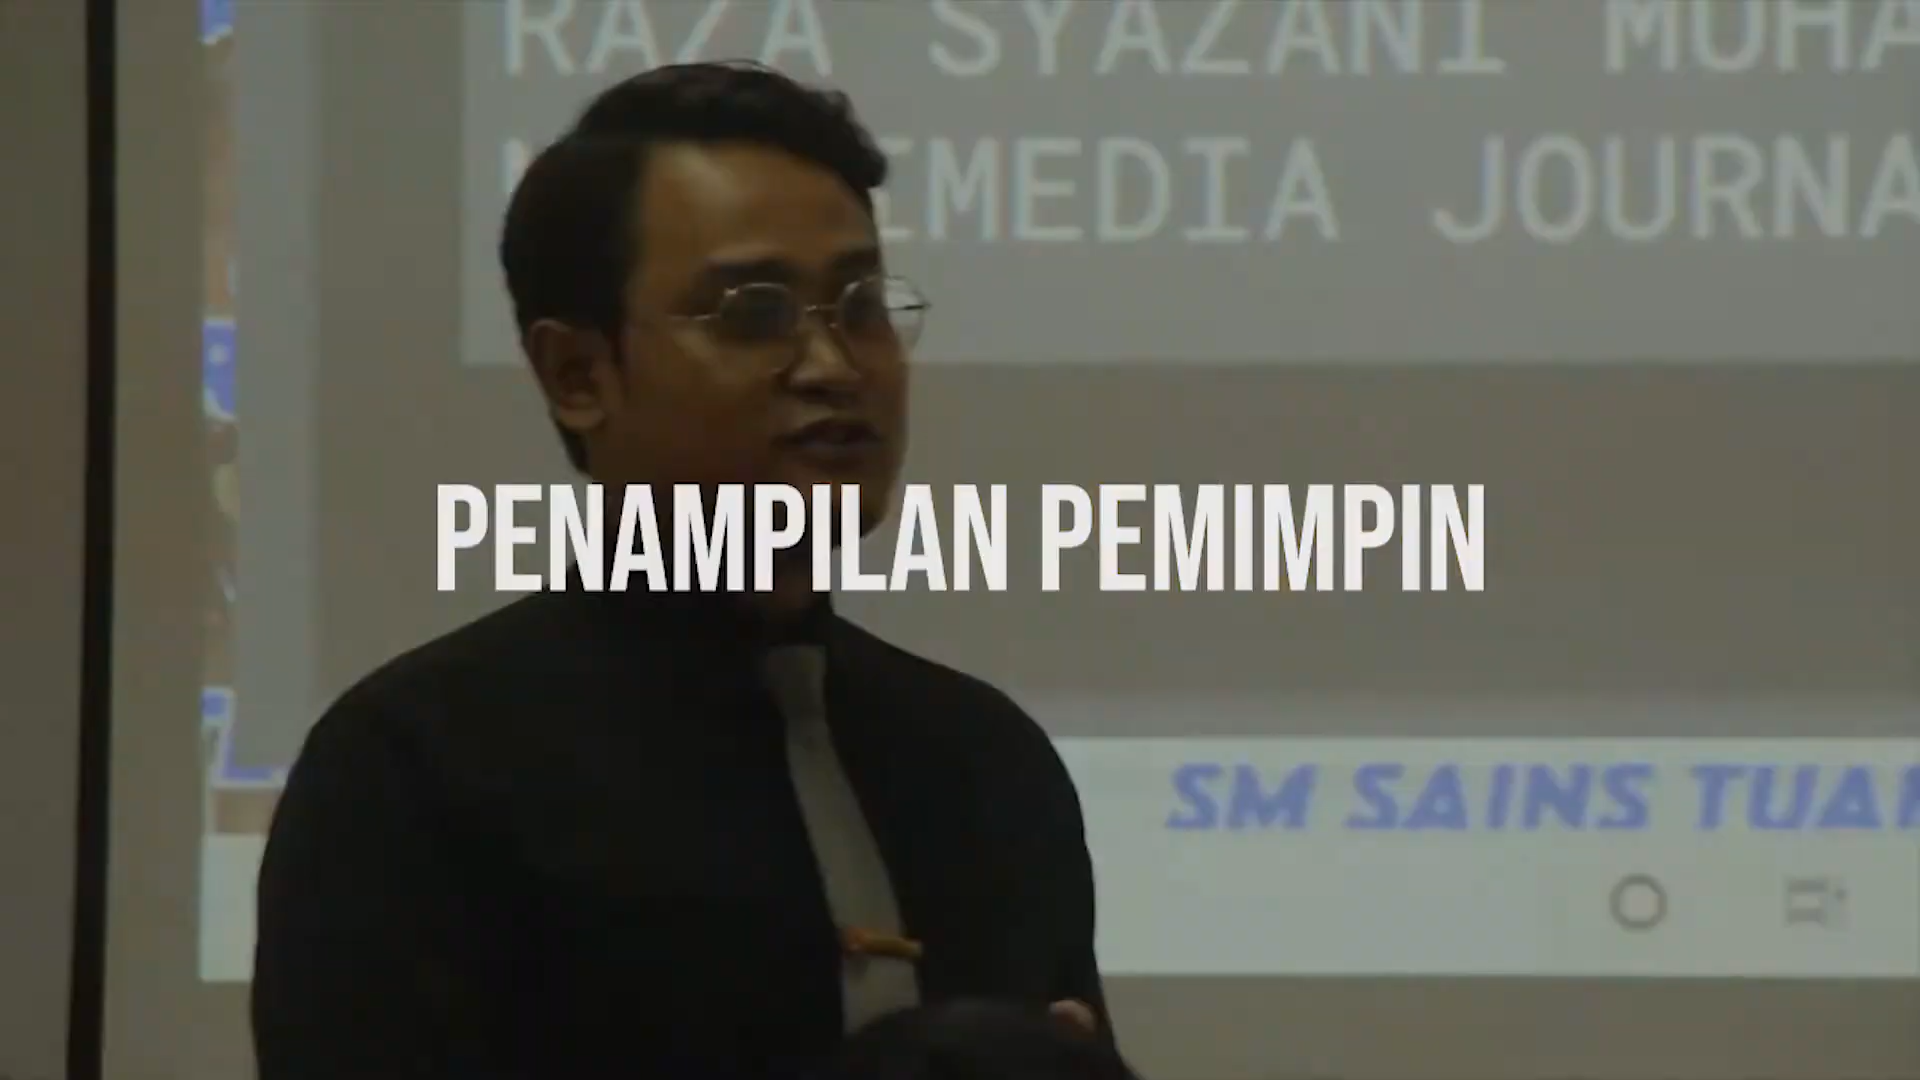 RAZA SYAZANI MUHA
IMEDIA JOURNA
PENAMPILAN PEMIMPIN
SM SAINS TUAN